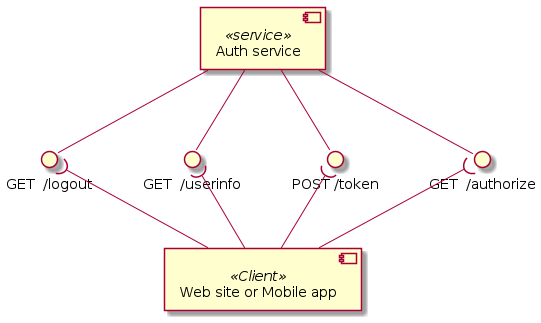 «service»
Auth service
GET /logout
GET /userinfo
POST /token
GET /authorize
«Client»
Web site or Mobile app